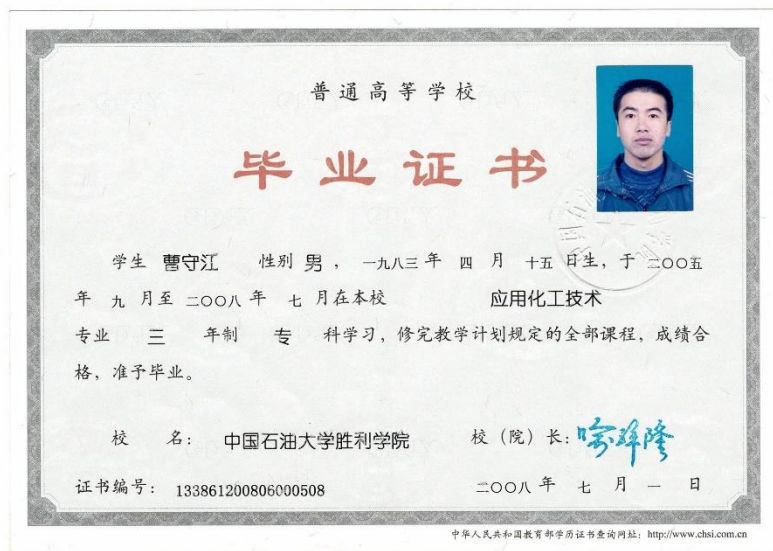 普通高等学校
毕业证书
学生 曹守江 性别 男，一九八三 年 四 月 十五 日生，于 二〇〇五
年 九 月至 二〇〇八 年 七 月在本校 应用化工技术
专业 三 年制 专 科学习，修完教学计划规定的全部课程，成绩合
格，准予毕业。
校 名： 中国石油大学胜利学院 校（院）长：
证书编号： 133861200806000508 二〇〇八 年 七 月 一 日
中华人民共和国教育部学历证书查询网址：http://www.chsi.com.cn